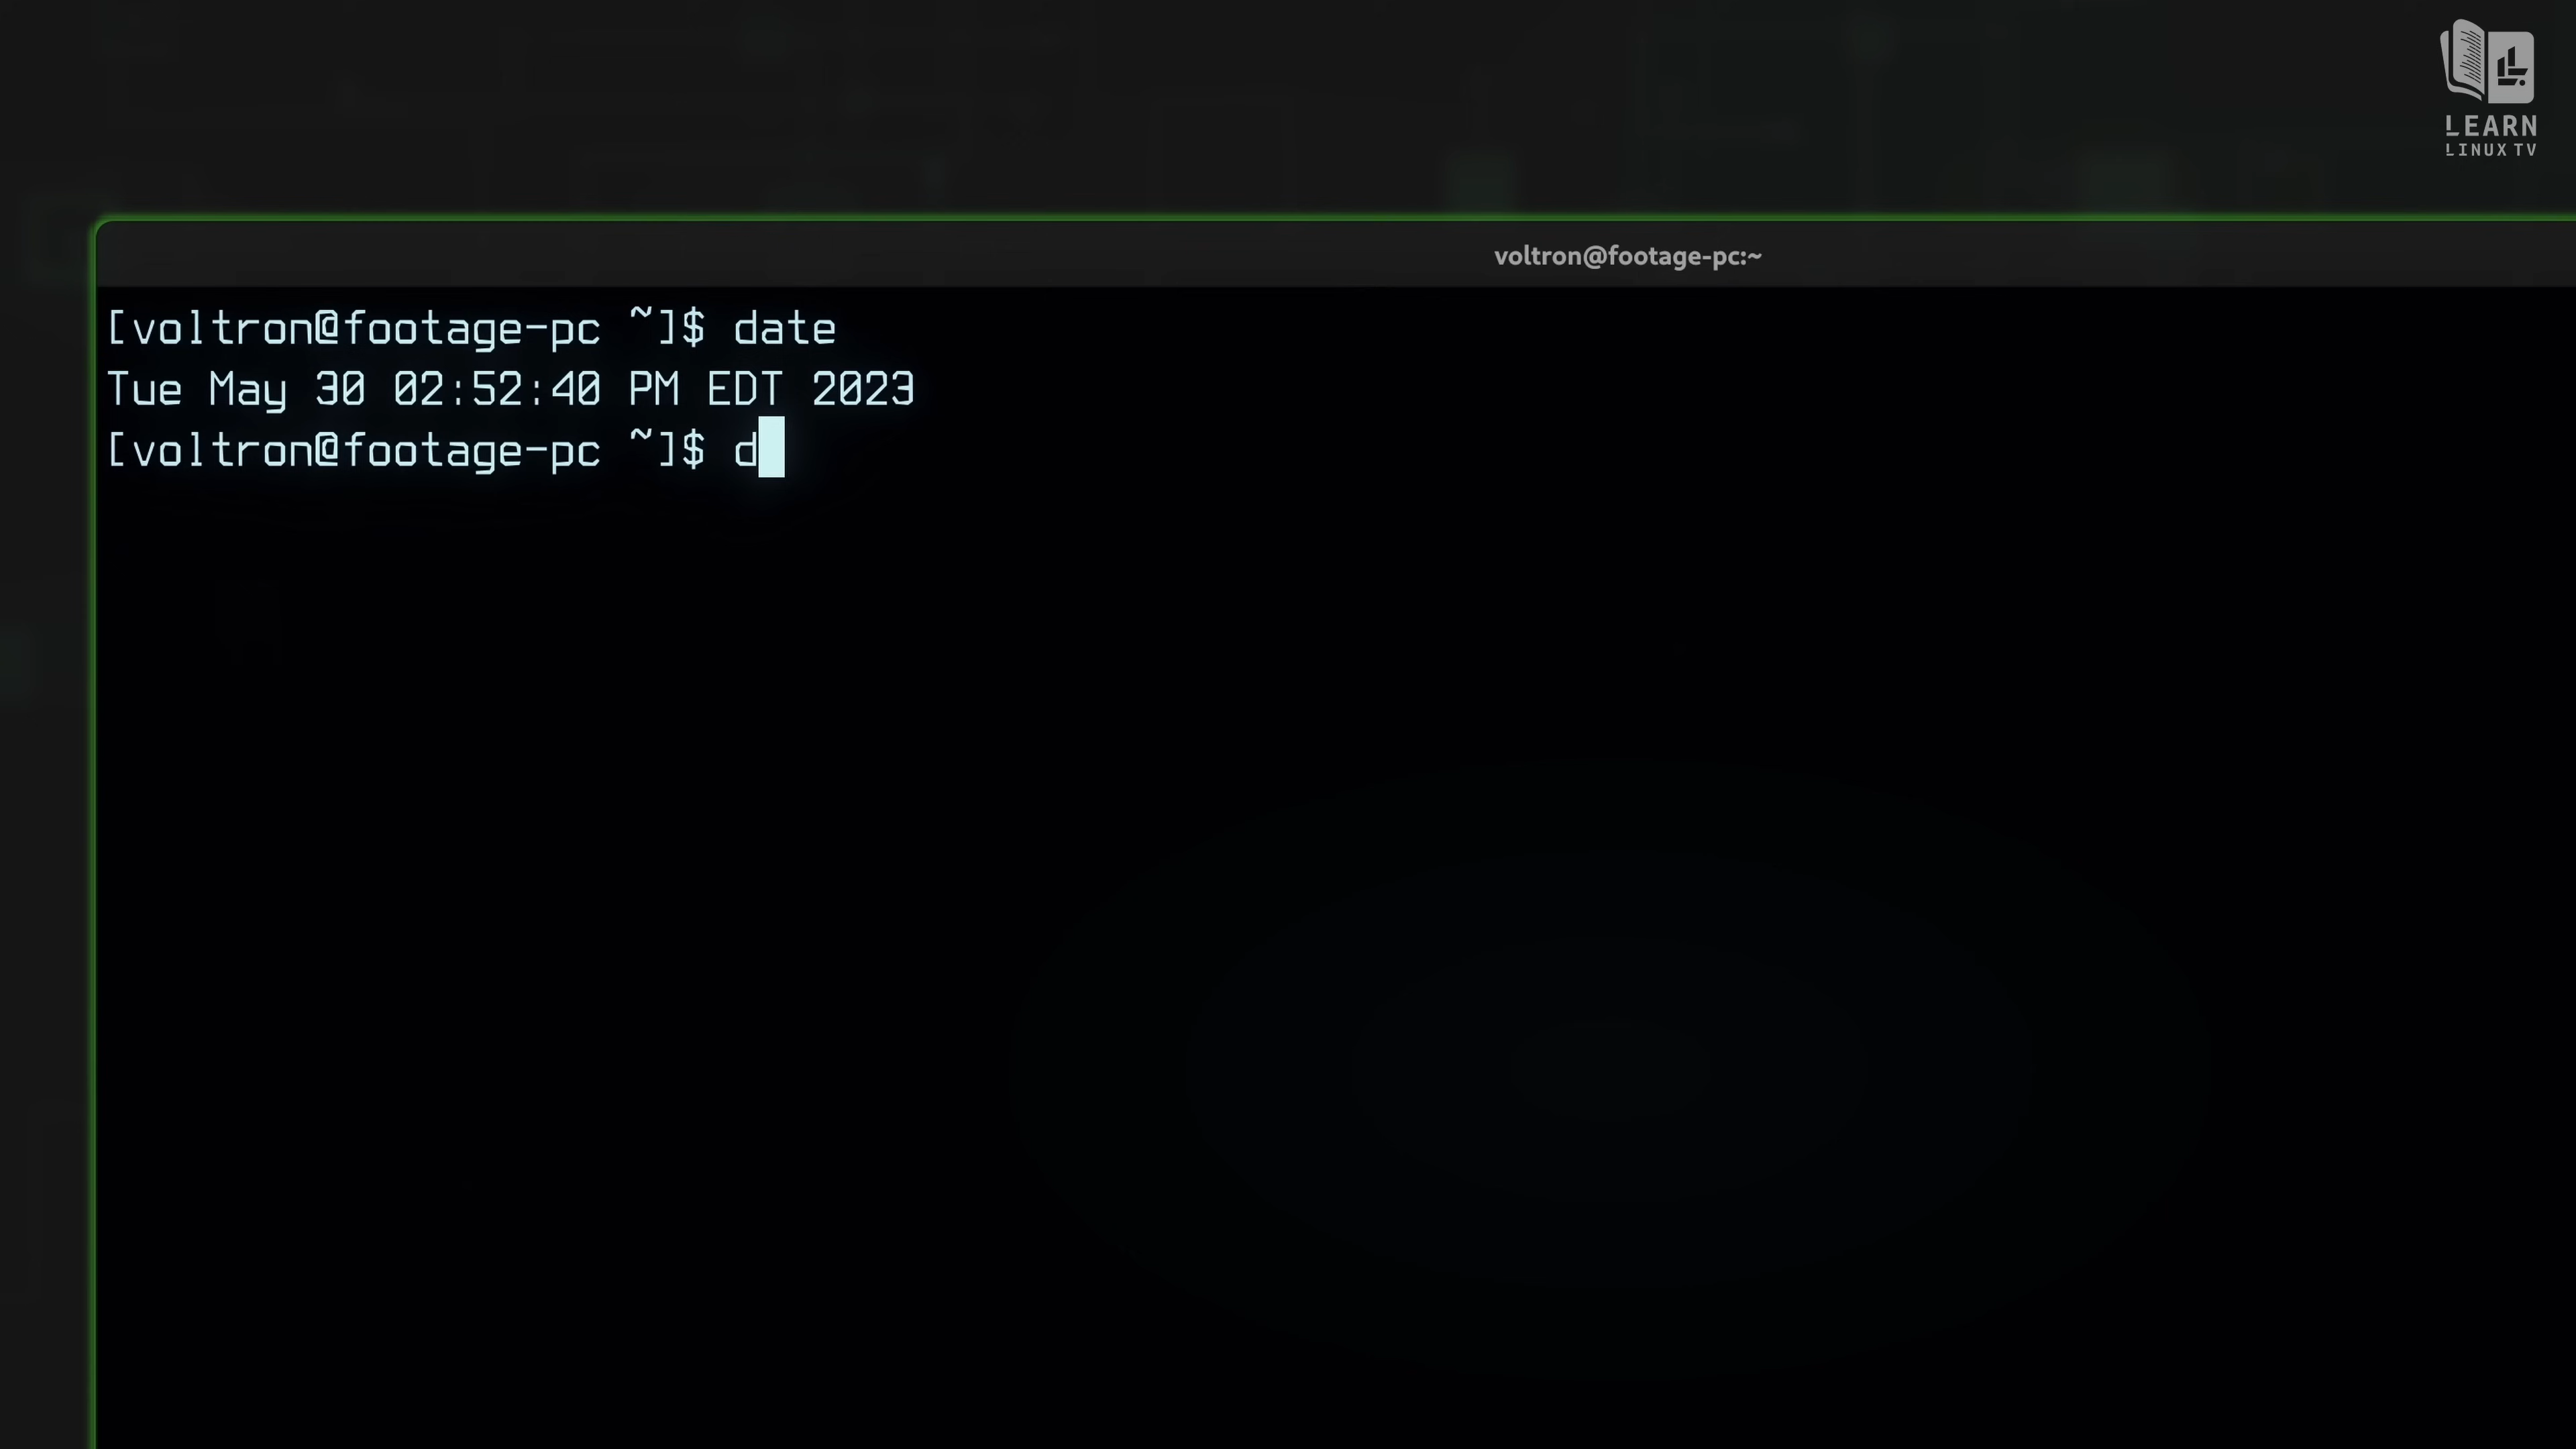 LEARN
LINUX TV
voltron@footage-pc:~
[voltron@footage-pc ~]$ date
Tue May 30 02:52:40 PM EDT 2023
[voltron@footage-pc ~]$ d